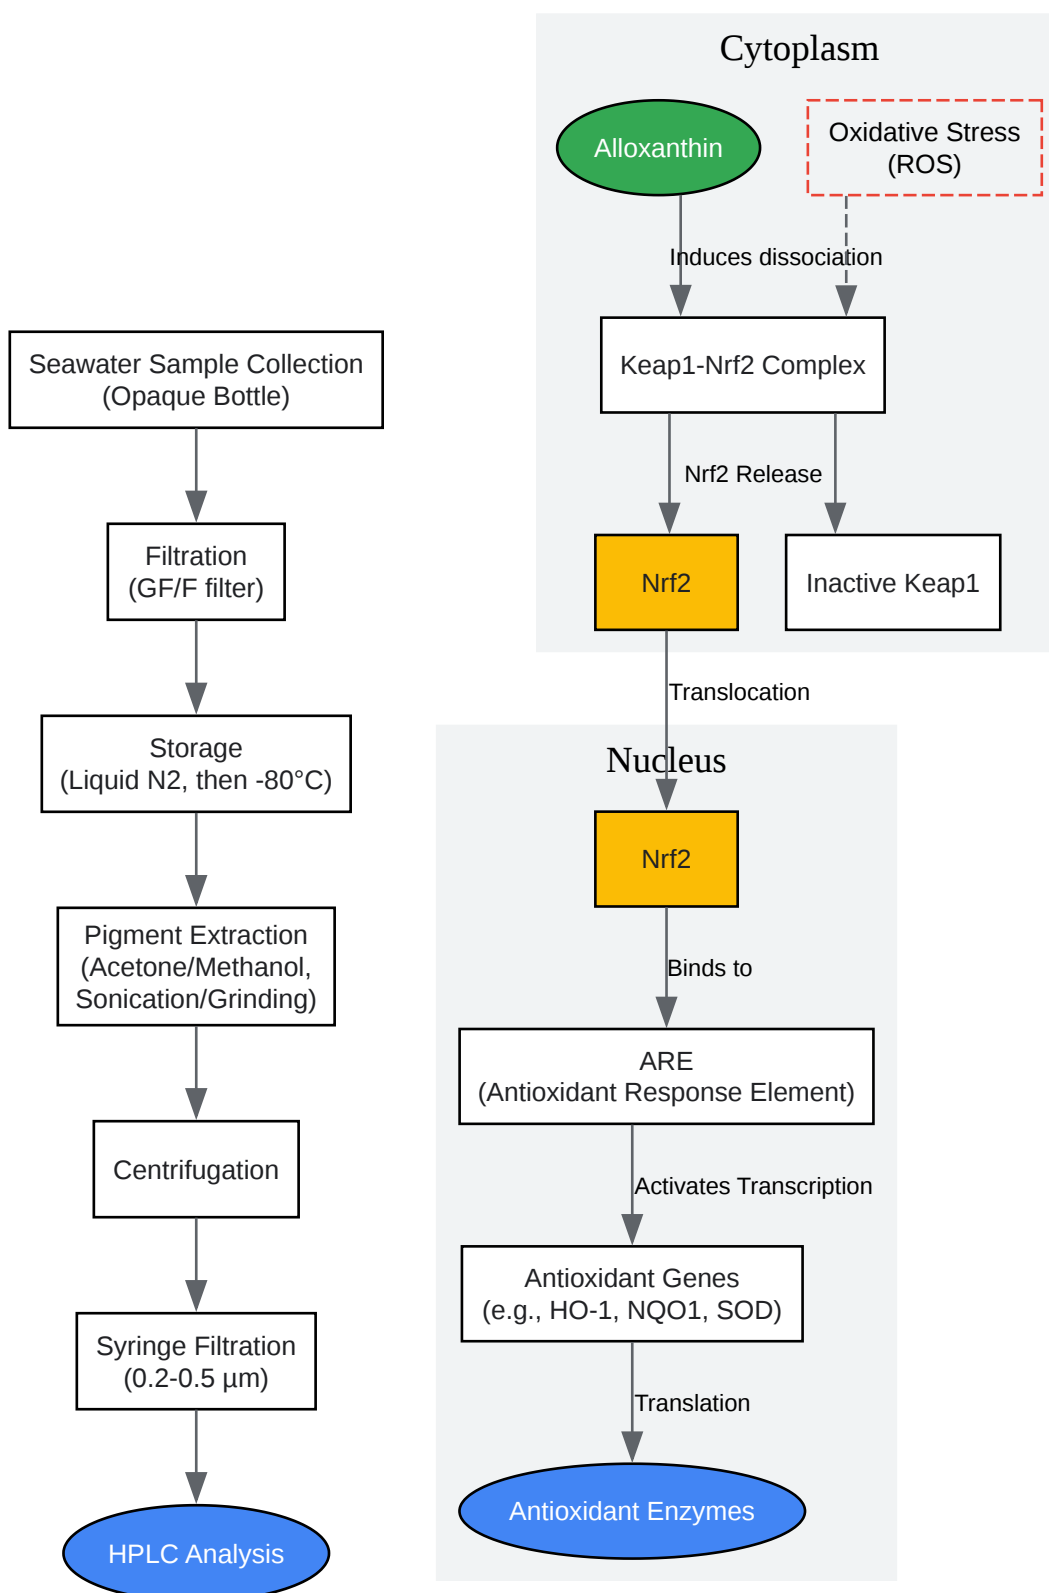 Seawater Sample Collection
(Opaque Bottle)
Filtration
(GF/F filter)
Storage
(Liquid N2, then -80°C)
Pigment Extraction
(Acetone/Methanol,
Sonication/Grinding)
Centrifugation
Syringe Filtration
(0.2-0.5 µm)
HPLC Analysis
Cytoplasm
Alloxanthin
Oxidative Stress
(ROS)
Induces dissociation
Keap1-Nrf2 Complex
Nrf2 Release
Nrf2
Inactive Keap1
Translocation
Nucleus
Nrf2
Binds to
ARE
(Antioxidant Response Element)
Activates Transcription
Antioxidant Genes
(e.g., HO-1, NQO1, SOD)
Translation
Antioxidant Enzymes